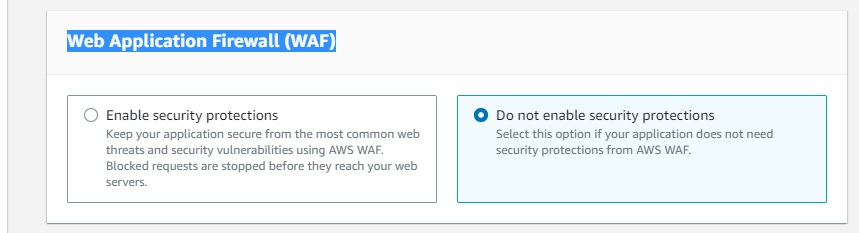 Web Application Firewall (WAF)
Enable security protections
Keep your application secure from the most common web
threats and security vulnerabilities using AWS WAF.
Blocked requests are stopped before they reach your web
servers.
Do not enable security protections
Select this option if your application does not need
security protections from AWS WAF.